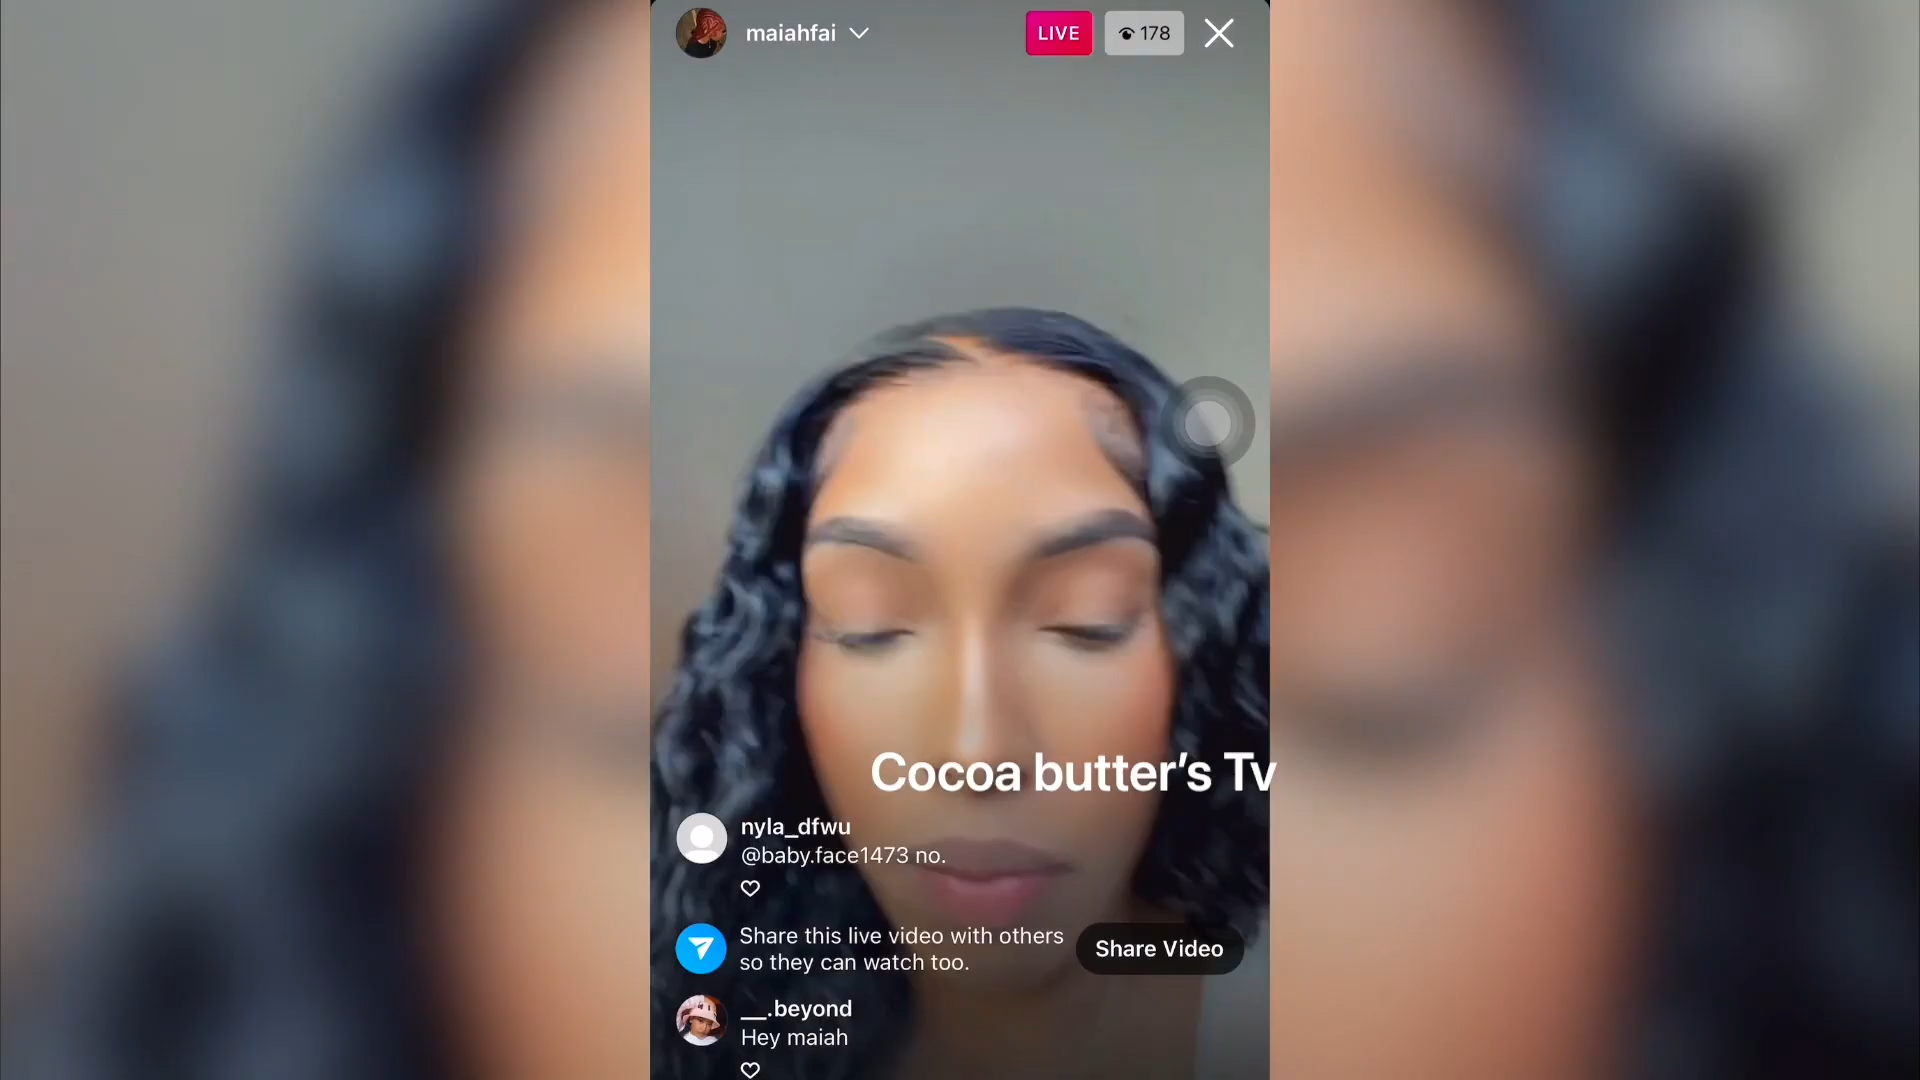 maiahfai
LIVE
178
Cocoa butter’s Tv
nyla_dfwu
@baby.face1473 no.
Share this live video with others
so they can watch too.
Share Video
__.beyond
Hey maiah